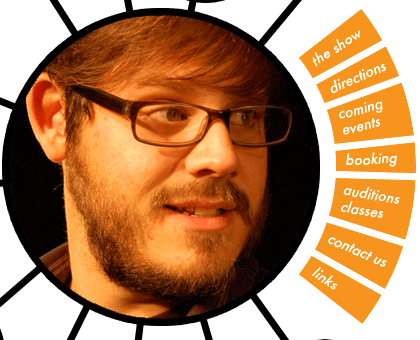 the show
directions
coming
events
booking
auditions
classes
contact us
links